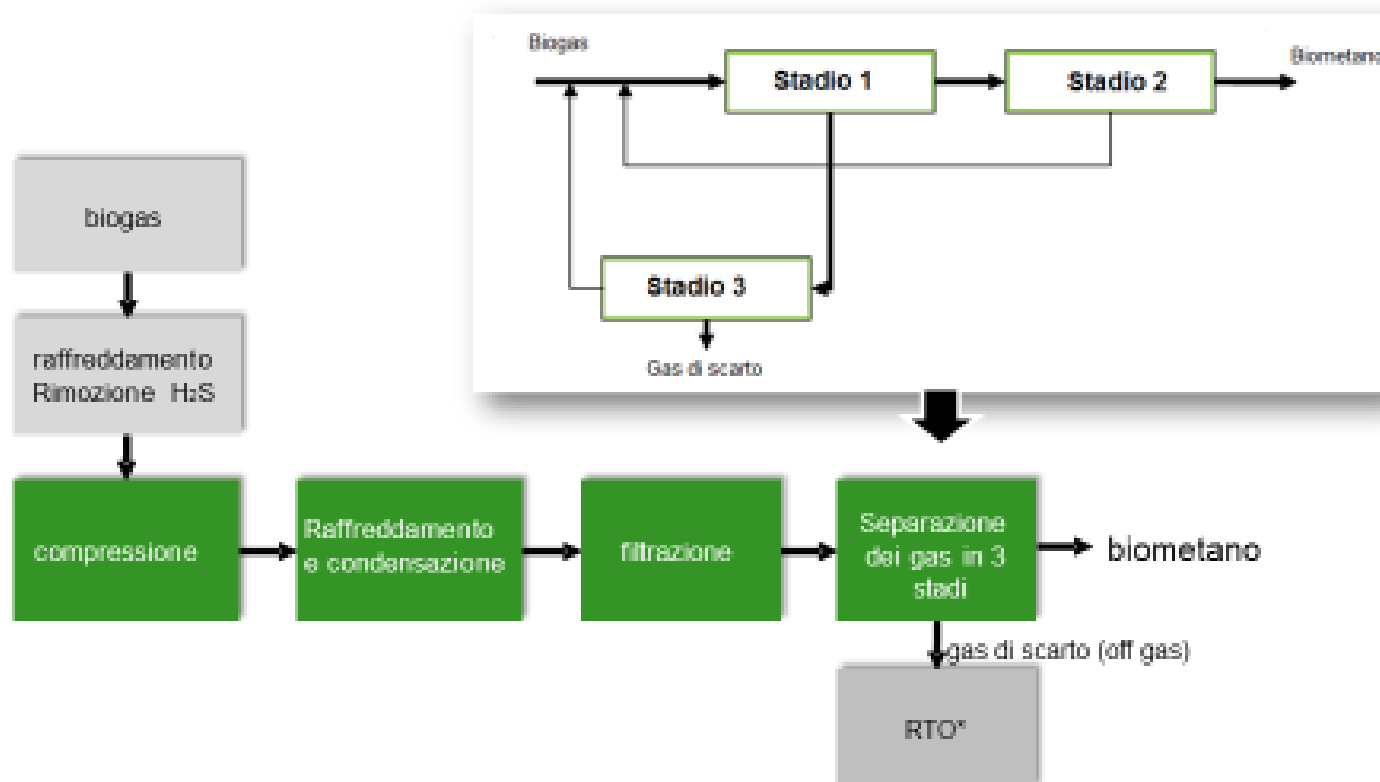 Biogas
Biometano
Stadio 1
Stadio 2
Stadio 3
Gas di scarto
biogas
raffreddamento
Rimozione H₂S
compressione
Raffreddamento
e condensazione
filtrazione
Separazione
dei gas in 3
stadi
biometano
gas di scarto (off gas)
RTO*